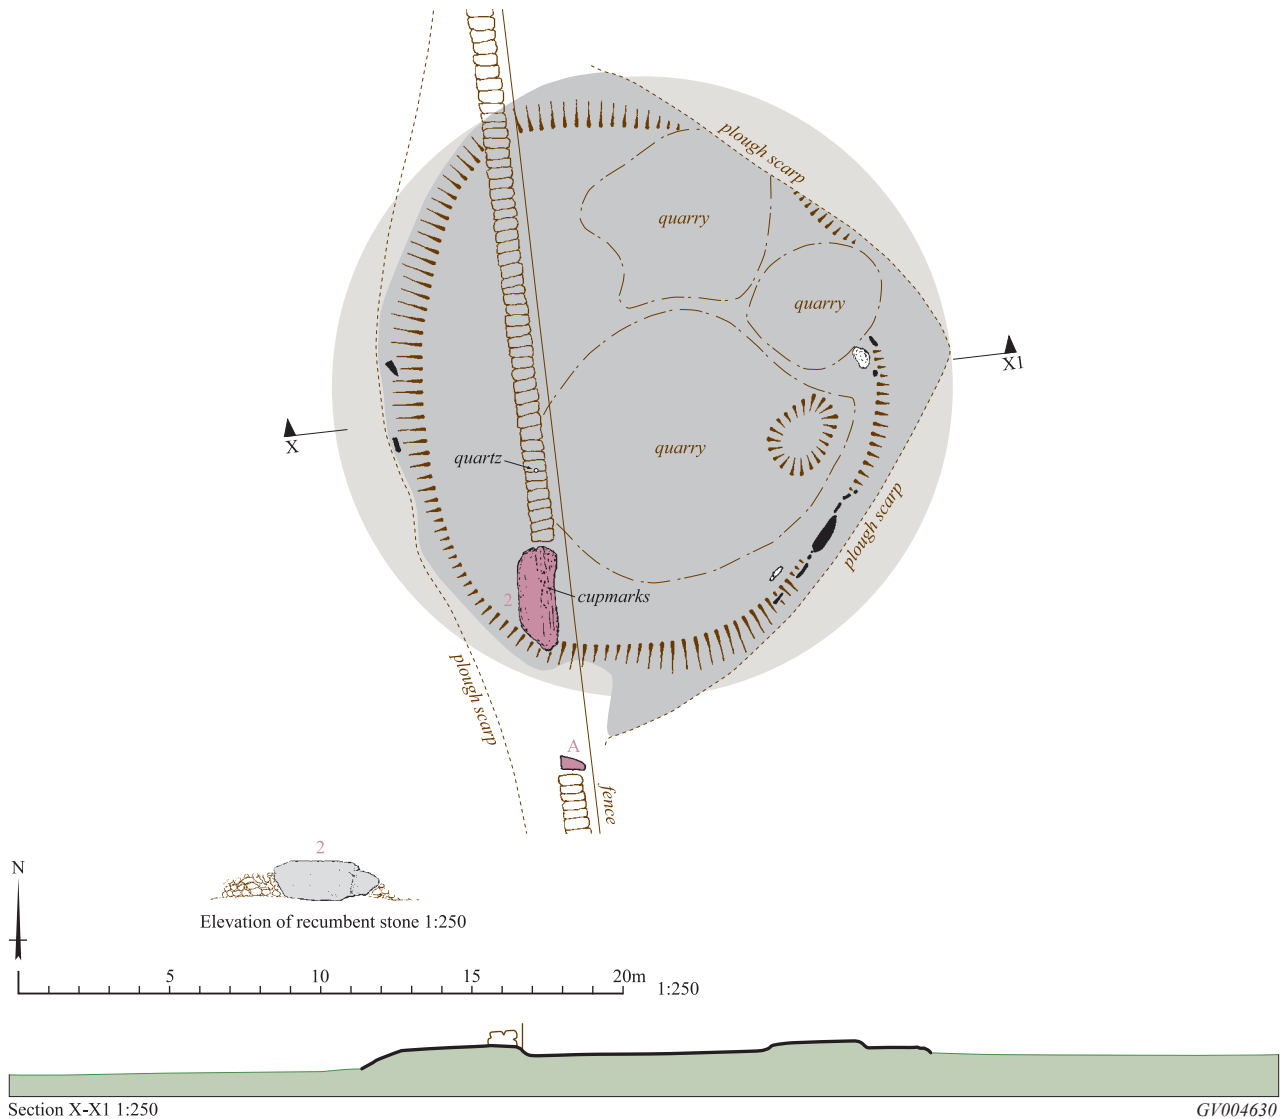 plough scarp
quarry
quarry
X1
X
quarry
quartz
plough scarp
cupmarks
2
plough scarp
A
fence
2
N
Elevation of recumbent stone 1:250
5 10 15 20m
1:250
Section X-X1 1:250
GV004630